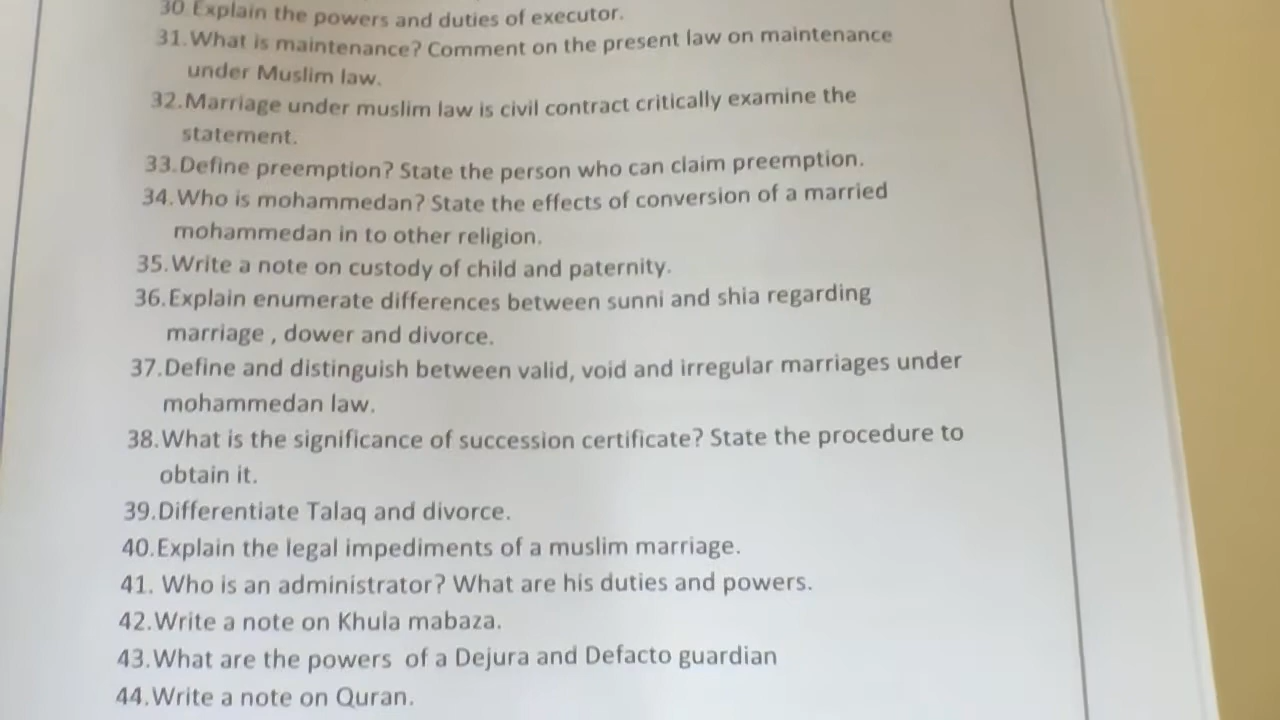 30.Explain the powers and duties of executor.
31.What is maintenance? Comment on the present law on maintenance
under Muslim law.
32.Marriage under muslim law is civil contract critically examine the
statement.
33.Define preemption? State the person who can claim preemption.
34.Who is mohammedan? State the effects of conversion of a married
mohammedan in to other religion.
35.Write a note on custody of child and paternity.
36.Explain enumerate differences between sunni and shia regarding
marriage , dower and divorce.
37.Define and distinguish between valid, void and irregular marriages under
mohammedan law.
38.What is the significance of succession certificate? State the procedure to
obtain it.
39.Differentiate Talaq and divorce.
40.Explain the legal impediments of a muslim marriage.
41. Who is an administrator? What are his duties and powers.
42.Write a note on Khula mabaza.
43.What are the powers  of a Dejura and Defacto guardian
44.Write a note on Quran.